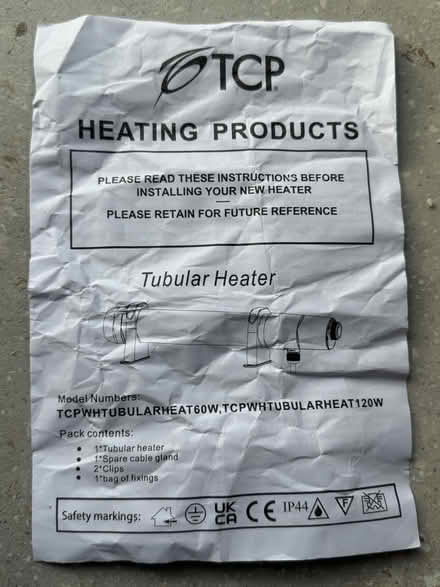 TCP
HEATING PRODUCTS
PLEASE READ THESE INSTRUCTIONS BEFORE
INSTALLING YOUR NEW HEATER
PLEASE RETAIN FOR FUTURE REFERENCE
Tubular Heater
Model Numbers:
TCPWHTUBULARHEAT60W,TCPWHTUBULARHEAT120W
Pack contents:
1*Tubular heater
1*Spare cable gland
2*Clips
1*bag of fixings
Safety markings: UK CA CE IP44 F